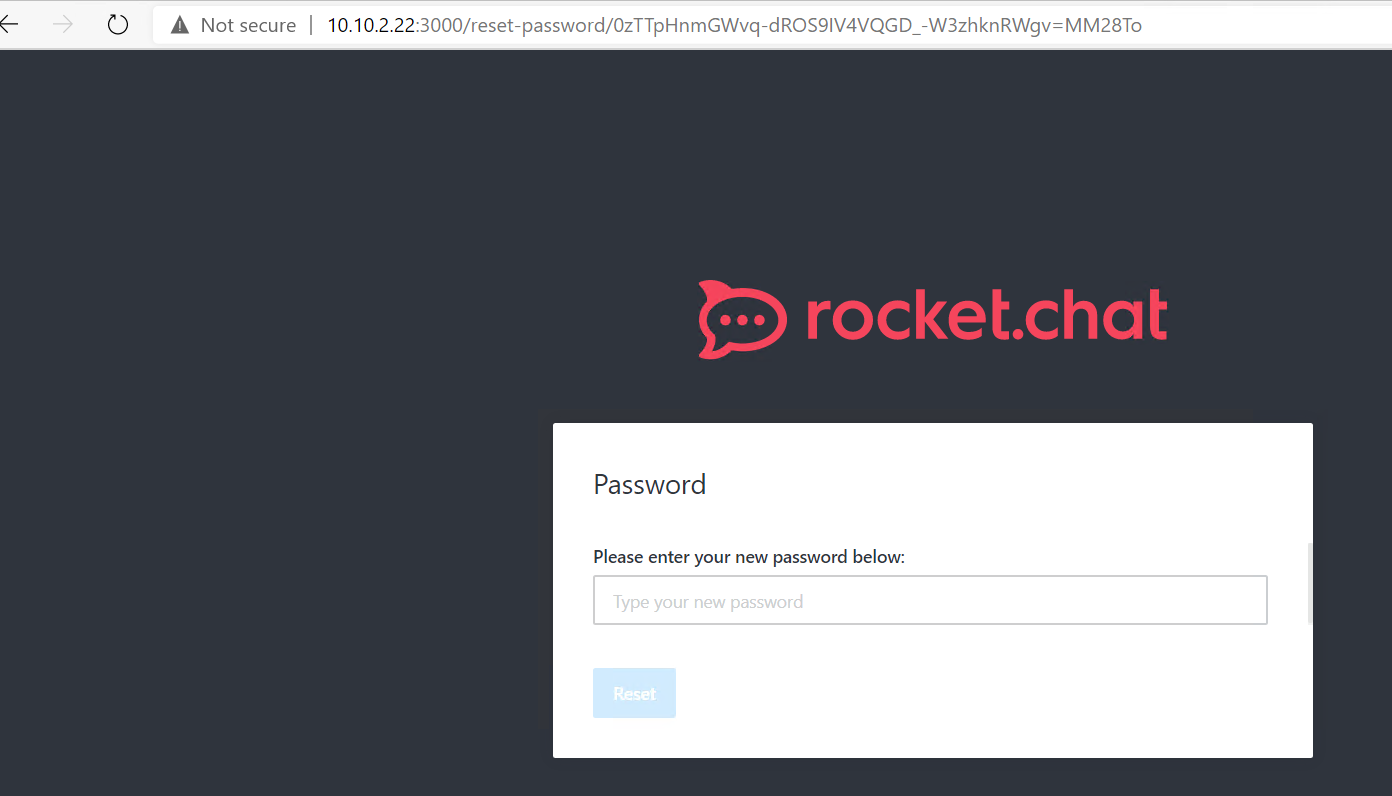 Not secure | 10.10.2.22:3000/reset-password/0zTTpHnmGWvq-dROS9IV4VQGD_-W3zhknRWgv=MM28To
rocket.chat
Password
Please enter your new password below:
Type your new password
Reset